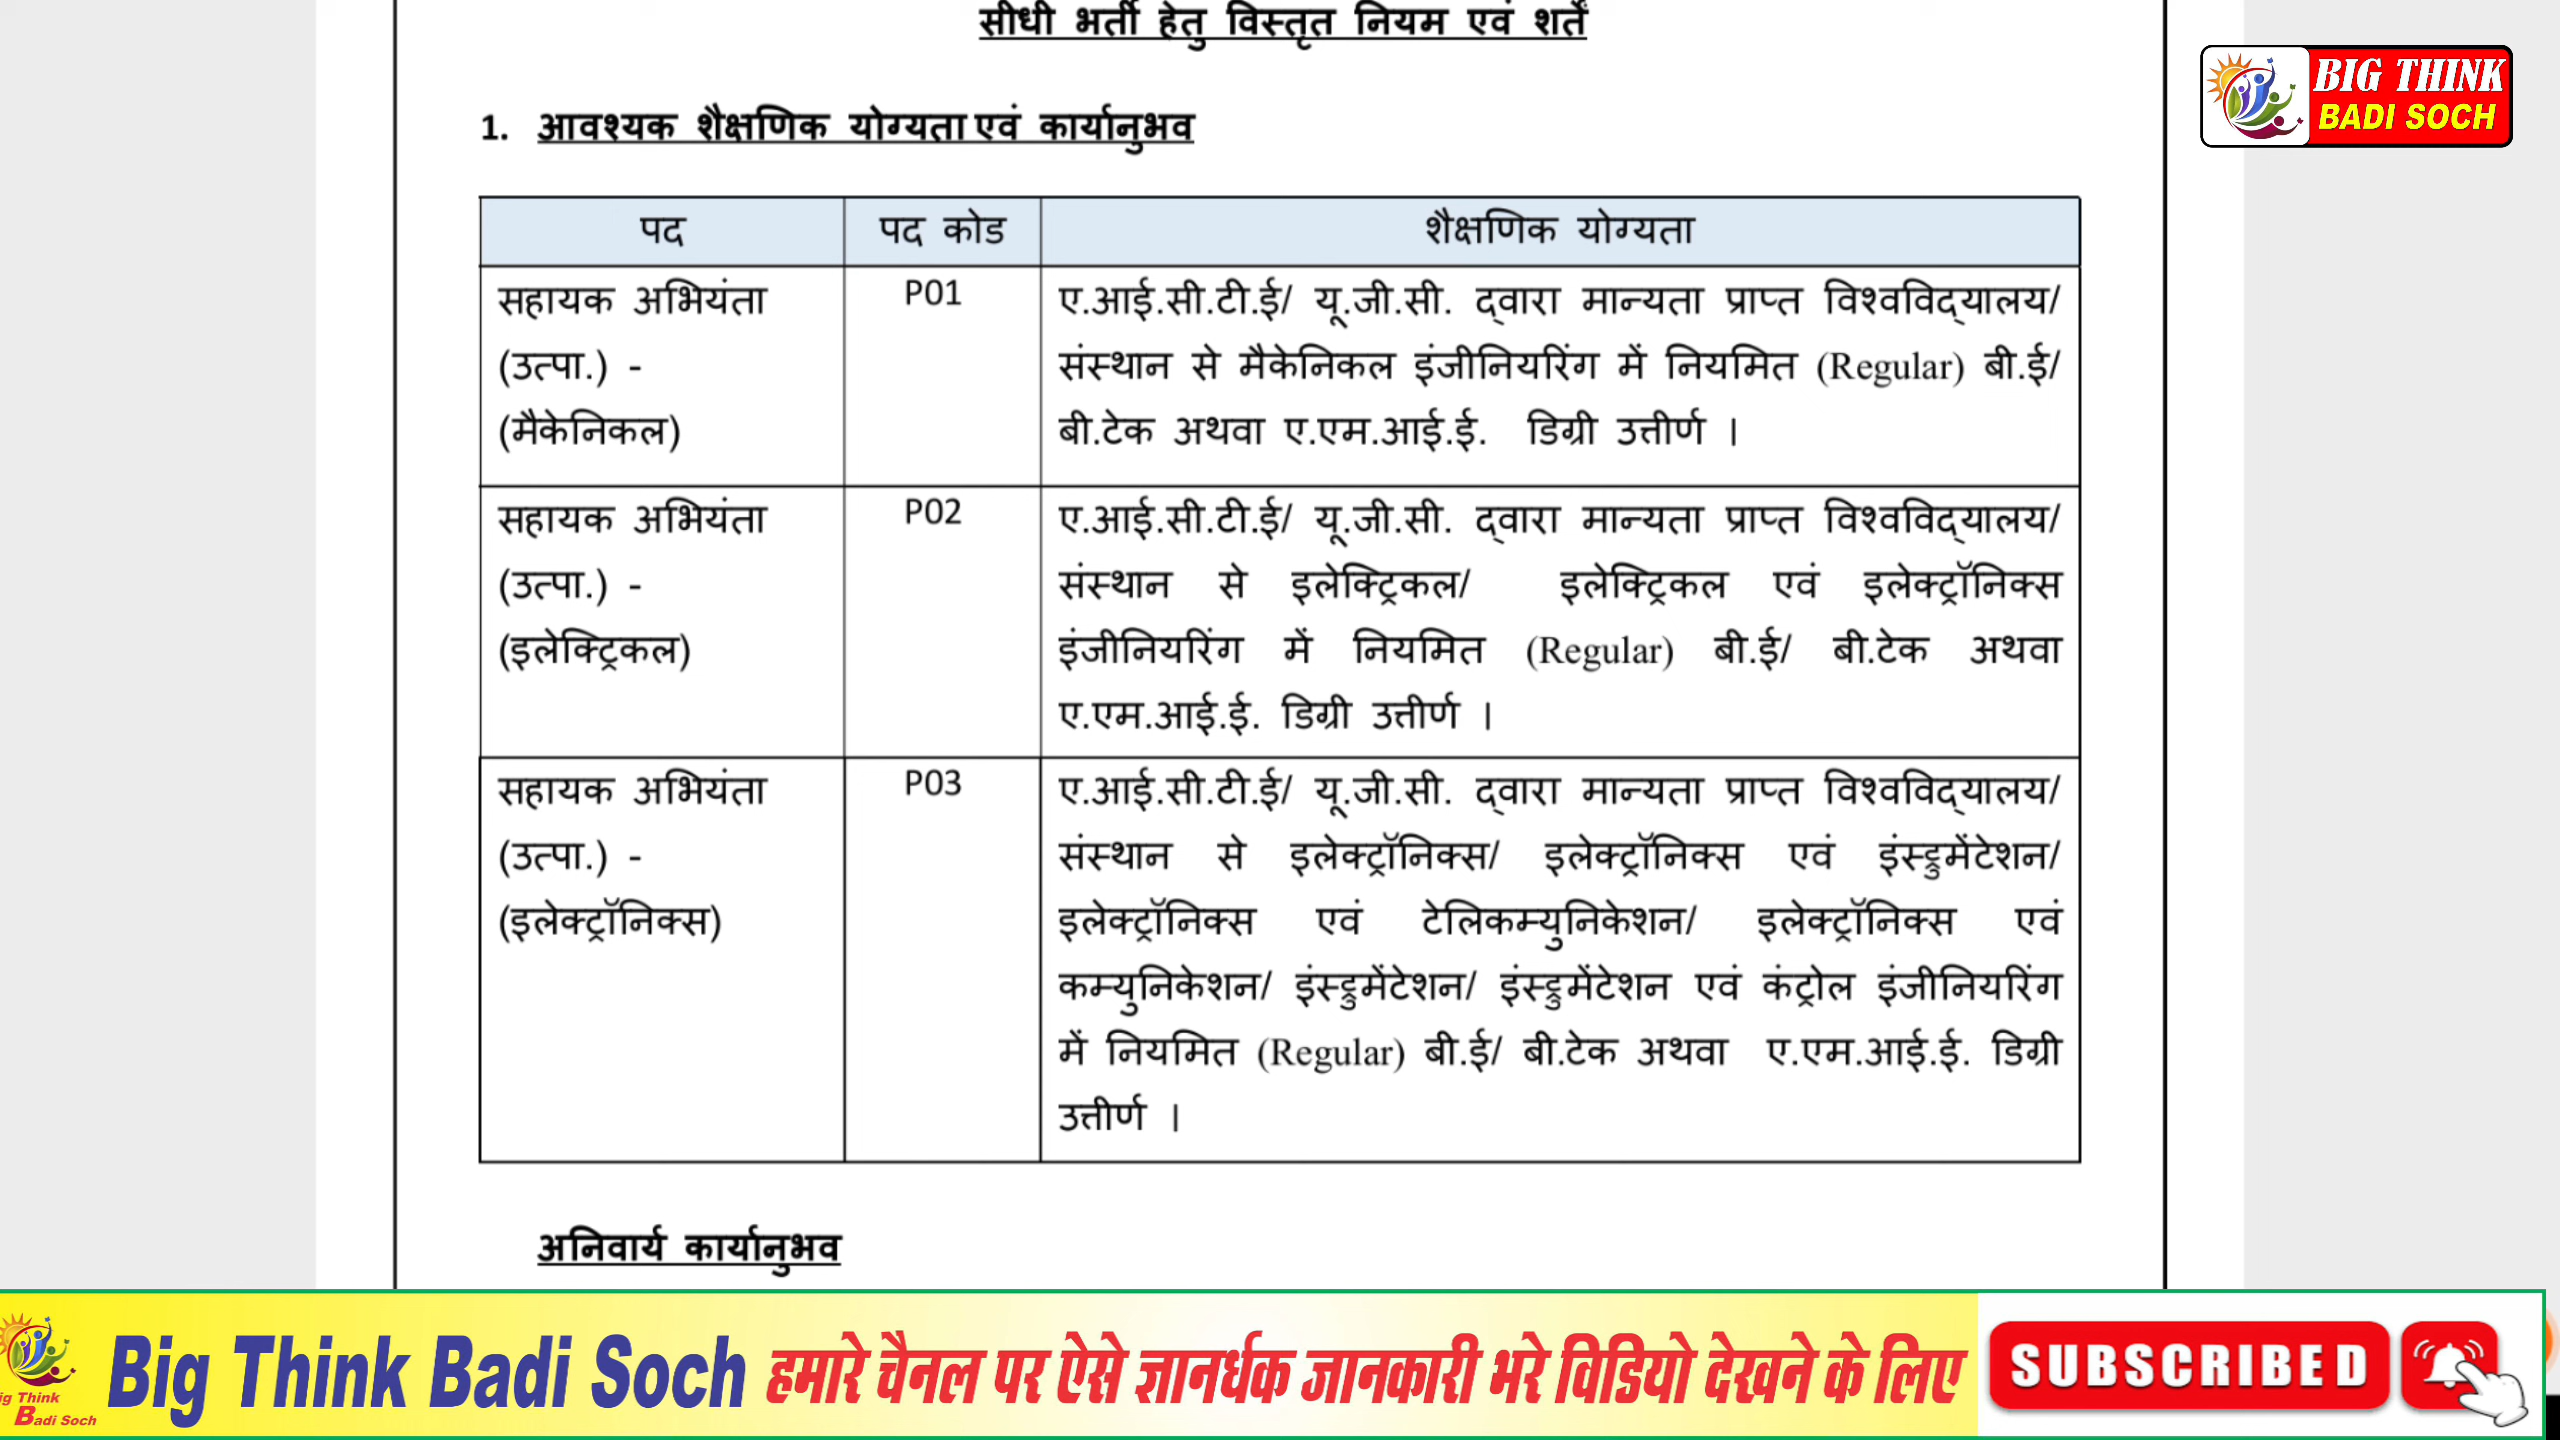 सीधी भर्ती हेतु विस्तृत नियम एवं शर्तें
BIG THINK
BADI SOCH
1. आवश्यक शैक्षणिक योग्यता एवं कार्यानुभव
पद पद कोड शैक्षणिक योग्यता
सहायक अभियंता
(उत्पा.) -
(मैकेनिकल)
P01
ए.आई.सी.टी.ई/ यू.जी.सी. द्वारा मान्यता प्राप्त विश्वविद्यालय/
संस्थान से मैकेनिकल इंजीनियरिंग में नियमित (Regular) बी.ई/
बी.टेक अथवा ए.एम.आई.ई. डिग्री उत्तीर्ण ।
सहायक अभियंता
(उत्पा.) -
(इलेक्ट्रिकल)
P02
ए.आई.सी.टी.ई/ यू.जी.सी. द्वारा मान्यता प्राप्त विश्वविद्यालय/
संस्थान से इलेक्ट्रिकल/ इलेक्ट्रिकल एवं इलेक्ट्रॉनिक्स
इंजीनियरिंग में नियमित (Regular) बी.ई/ बी.टेक अथवा
ए.एम.आई.ई. डिग्री उत्तीर्ण ।
सहायक अभियंता
(उत्पा.) -
(इलेक्ट्रॉनिक्स)
P03
ए.आई.सी.टी.ई/ यू.जी.सी. द्वारा मान्यता प्राप्त विश्वविद्यालय/
संस्थान से इलेक्ट्रॉनिक्स/ इलेक्ट्रॉनिक्स एवं इंस्ट्रुमेंटेशन/
इलेक्ट्रॉनिक्स एवं टेलिकम्युनिकेशन/ इलेक्ट्रॉनिक्स एवं
कम्युनिकेशन/ इंस्ट्रुमेंटेशन/ इंस्ट्रुमेंटेशन एवं कंट्रोल इंजीनियरिंग
में नियमित (Regular) बी.ई/ बी.टेक अथवा ए.एम.आई.ई. डिग्री
उत्तीर्ण ।
अनिवार्य कार्यानुभव
ig Think
Badi Soch
Big Think Badi Soch हमारे चैनल पर ऐसे ज्ञानर्धक जानकारी भरे विडियो देखने के लिए
SUBSCRIBED